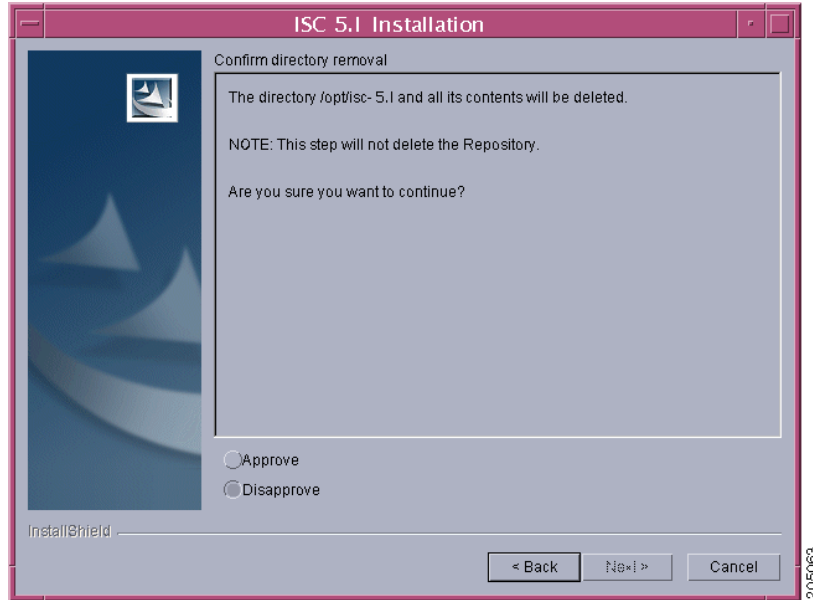 ISC 5.I Installation
Confirm directory removal
The directory /opt/isc- 5.I and all its contents will be deleted.
NOTE: This step will not delete the Repository.
Are you sure you want to continue?
Approve
Disapprove
InstallShield
< Back Next > Cancel
205063